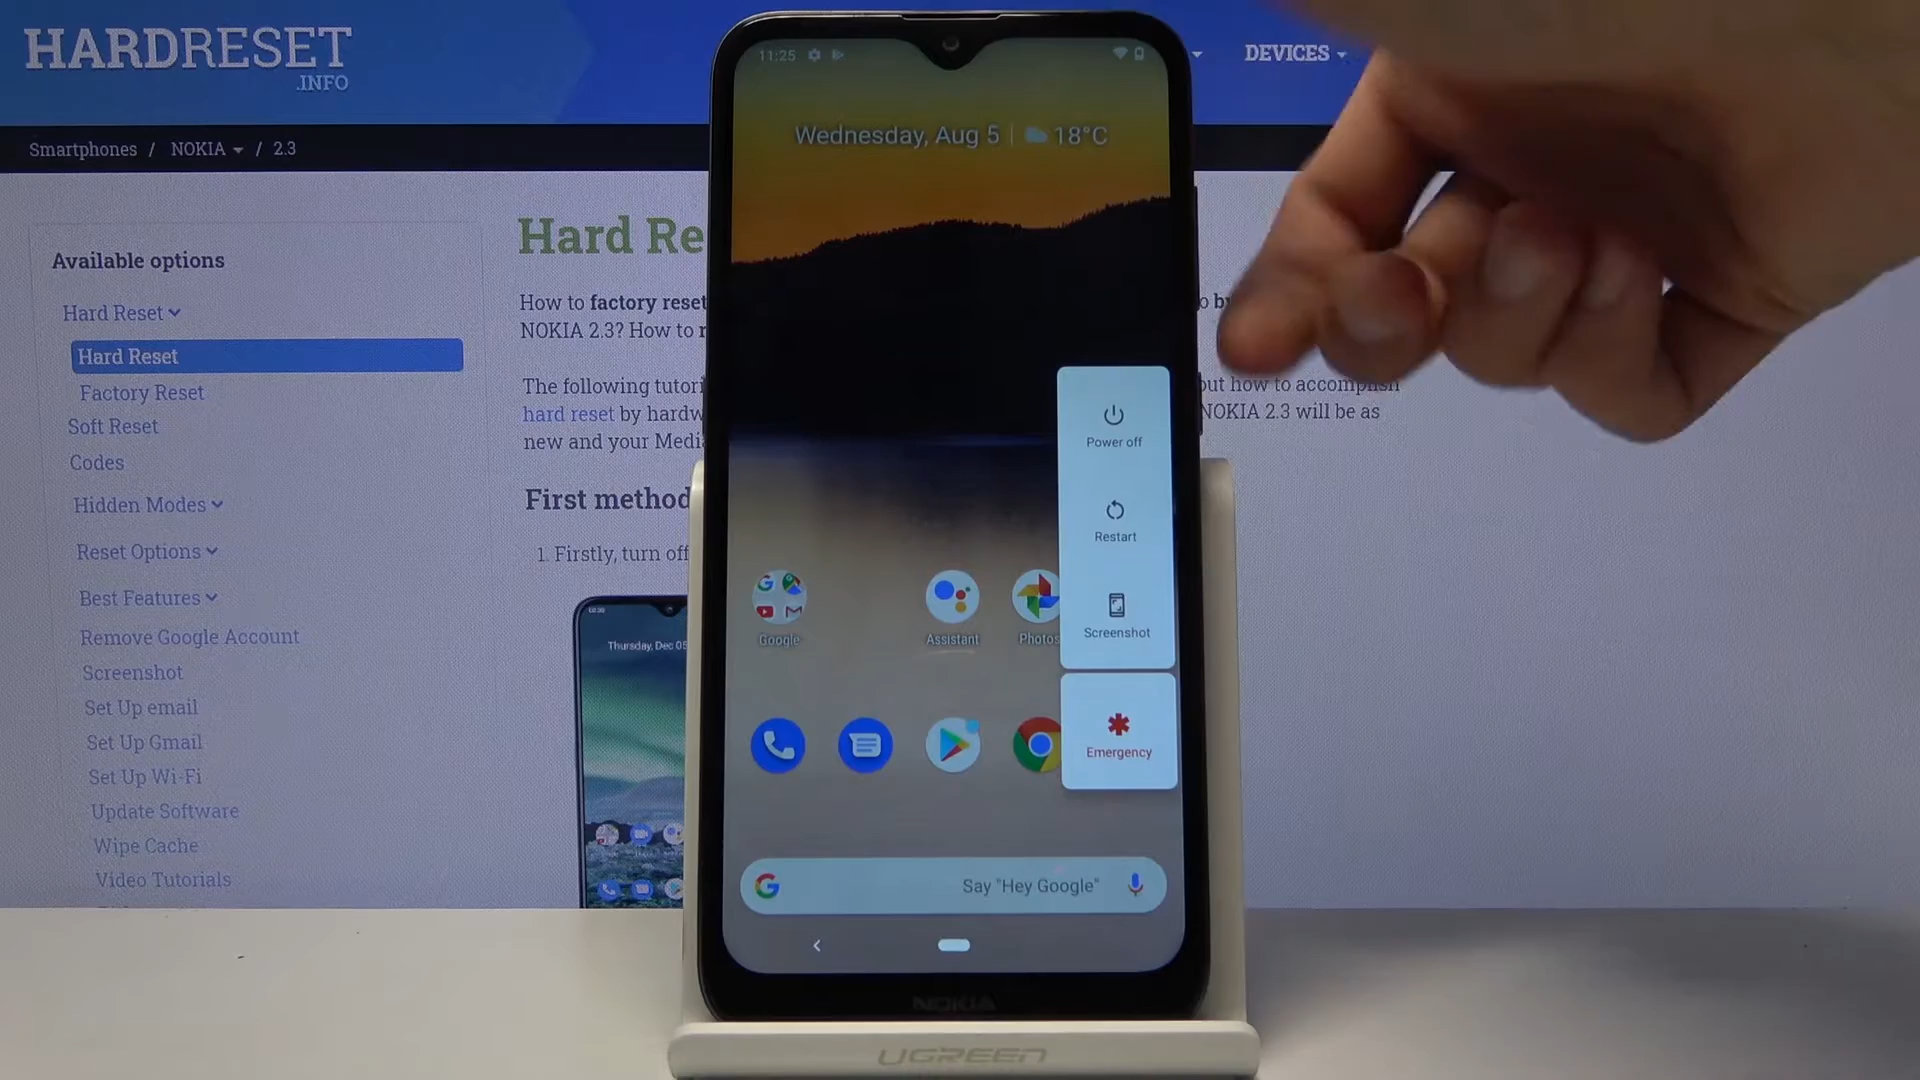 HARDRESET
.INFO
DEVICES
Smartphones / NOKIA / 2.3
Available options
Hard Reset
Hard Reset
Factory Reset
Soft Reset
Codes
Hidden Modes
Reset Options
Best Features
Remove Google Account
Screenshot
Set Up email
Set Up Gmail
Set Up Wi-Fi
Update Software
Wipe Cache
Video Tutorials
Hard Re
How to factory reset
NOKIA 2.3? How to r
The following tutori
out how to accomplish
hard reset by hardw
NOKIA 2.3 will be as
new and your Media
First method
1. Firstly, turn off
Thursday, Dec 05
11:25
Wednesday, Aug 5 | 18°C
Power off
Restart
Screenshot
Emergency
Google
Assistant
Photos
Say "Hey Google"
NOKIA
UGREEN